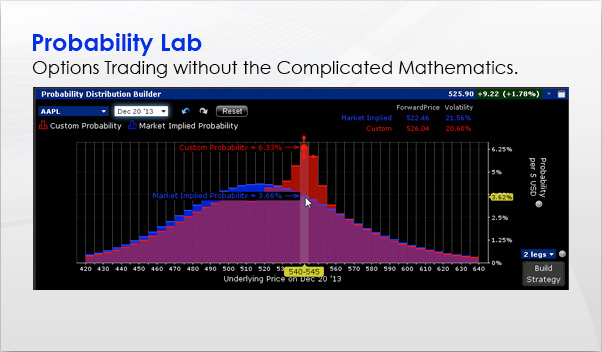 Probability Lab
Options Trading without the Complicated Mathematics.
Probability Distribution Builder 525.90 +9.22 (+1.78%)
AAPL Dec 20 '13 Reset
ForwardPrice Volatility
Market Implied 522.46 21.56%
Custom 526.04 20.60%
Custom Probability Market Implied Probability
Custom Probability = 6.33%
Market Implied Probability = 3.66%
6.25%
5%
3.62%
2.5%
1.25%
0%
Probability per 5 USD
420 430 440 450 460 470 480 490 500 510 520 530 540-545 550 560 570 580 590 600 610 620 630 640
Underlying Price on Dec 20 '13
2 legs
Build
Strategy